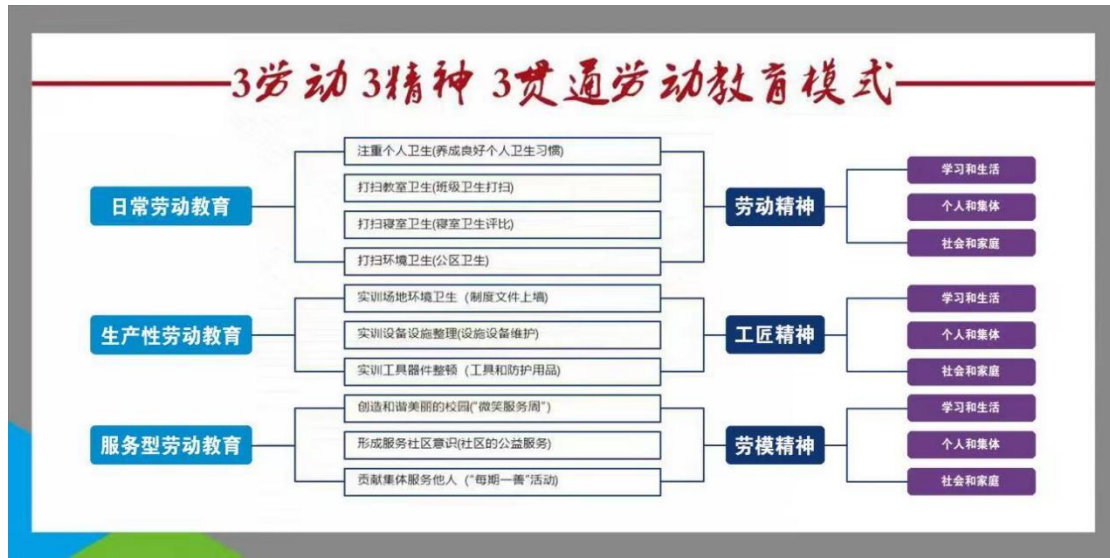 3劳动 3精神 3贯通劳动教育模式
日常劳动教育
注重个人卫生(养成良好个人卫生习惯)
打扫教室卫生(班级卫生打扫)
打扫寝室卫生(寝室卫生评比)
打扫环境卫生(公区卫生)
劳动精神
学习和生活
个人和集体
社会和家庭
生产性劳动教育
实训场地环境卫生（制度文件上墙)
实训设备设施整理(设施设备维护)
实训工具器件整顿（工具和防护用品)
工匠精神
学习和生活
个人和集体
社会和家庭
服务型劳动教育
创造和谐美丽的校园("微笑服务周"）
形成服务社区意识(社区的公益服务)
贡献集体服务他人（"每期一善"活动)
劳模精神
学习和生活
个人和集体
社会和家庭